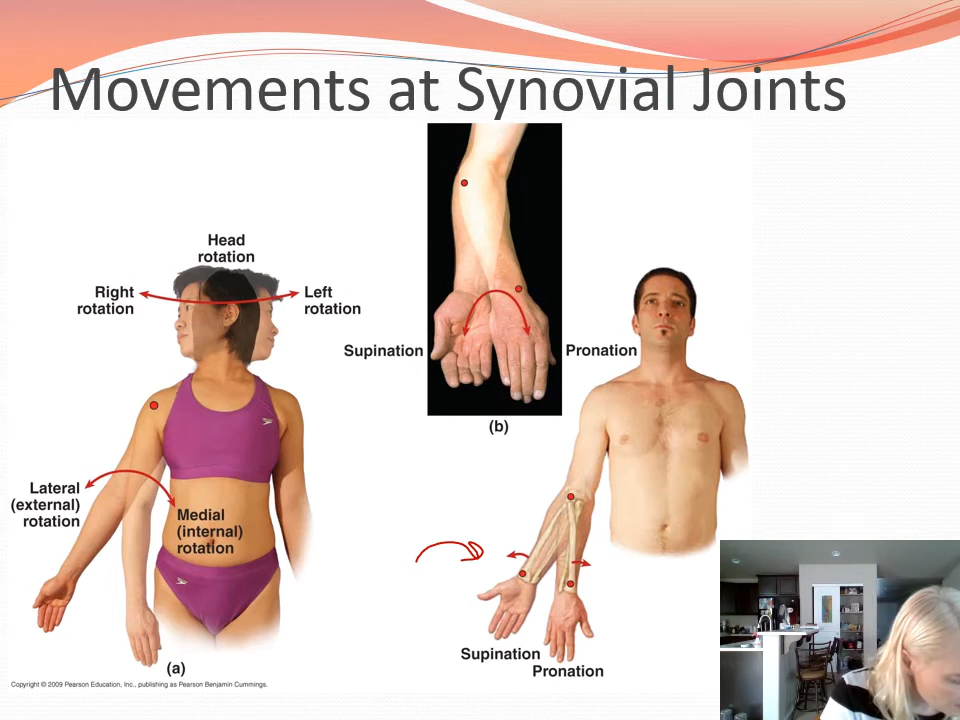 Movements at Synovial Joints
Head
rotation
Right
rotation
Left
rotation
Lateral
(external)
rotation
Medial
(internal)
rotation
(a)
Supination
Pronation
(b)
Supination
Pronation
Copyright © 2009 Pearson Education, Inc., publishing as Pearson Benjamin Cummings.